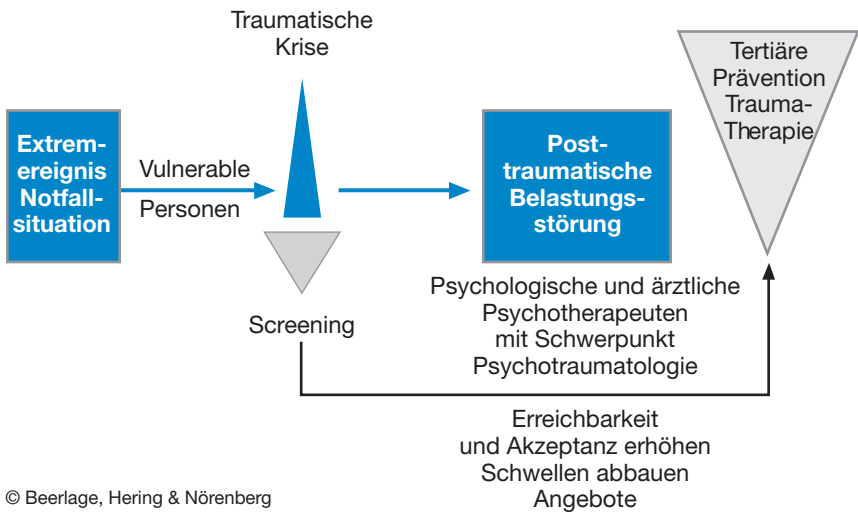 Traumatische
Krise
Tertiäre
Prävention
Trauma-
Therapie
Extrem-
ereignis
Notfall-
situation
Vulnerable
Personen
Post-
traumatische
Belastungs-
störung
Screening
Psychologische und ärztliche
Psychotherapeuten
mit Schwerpunkt
Psychotraumatologie
Erreichbarkeit
und Akzeptanz erhöhen
Schwellen abbauen
Angebote
© Beerlage, Hering & Nörenberg